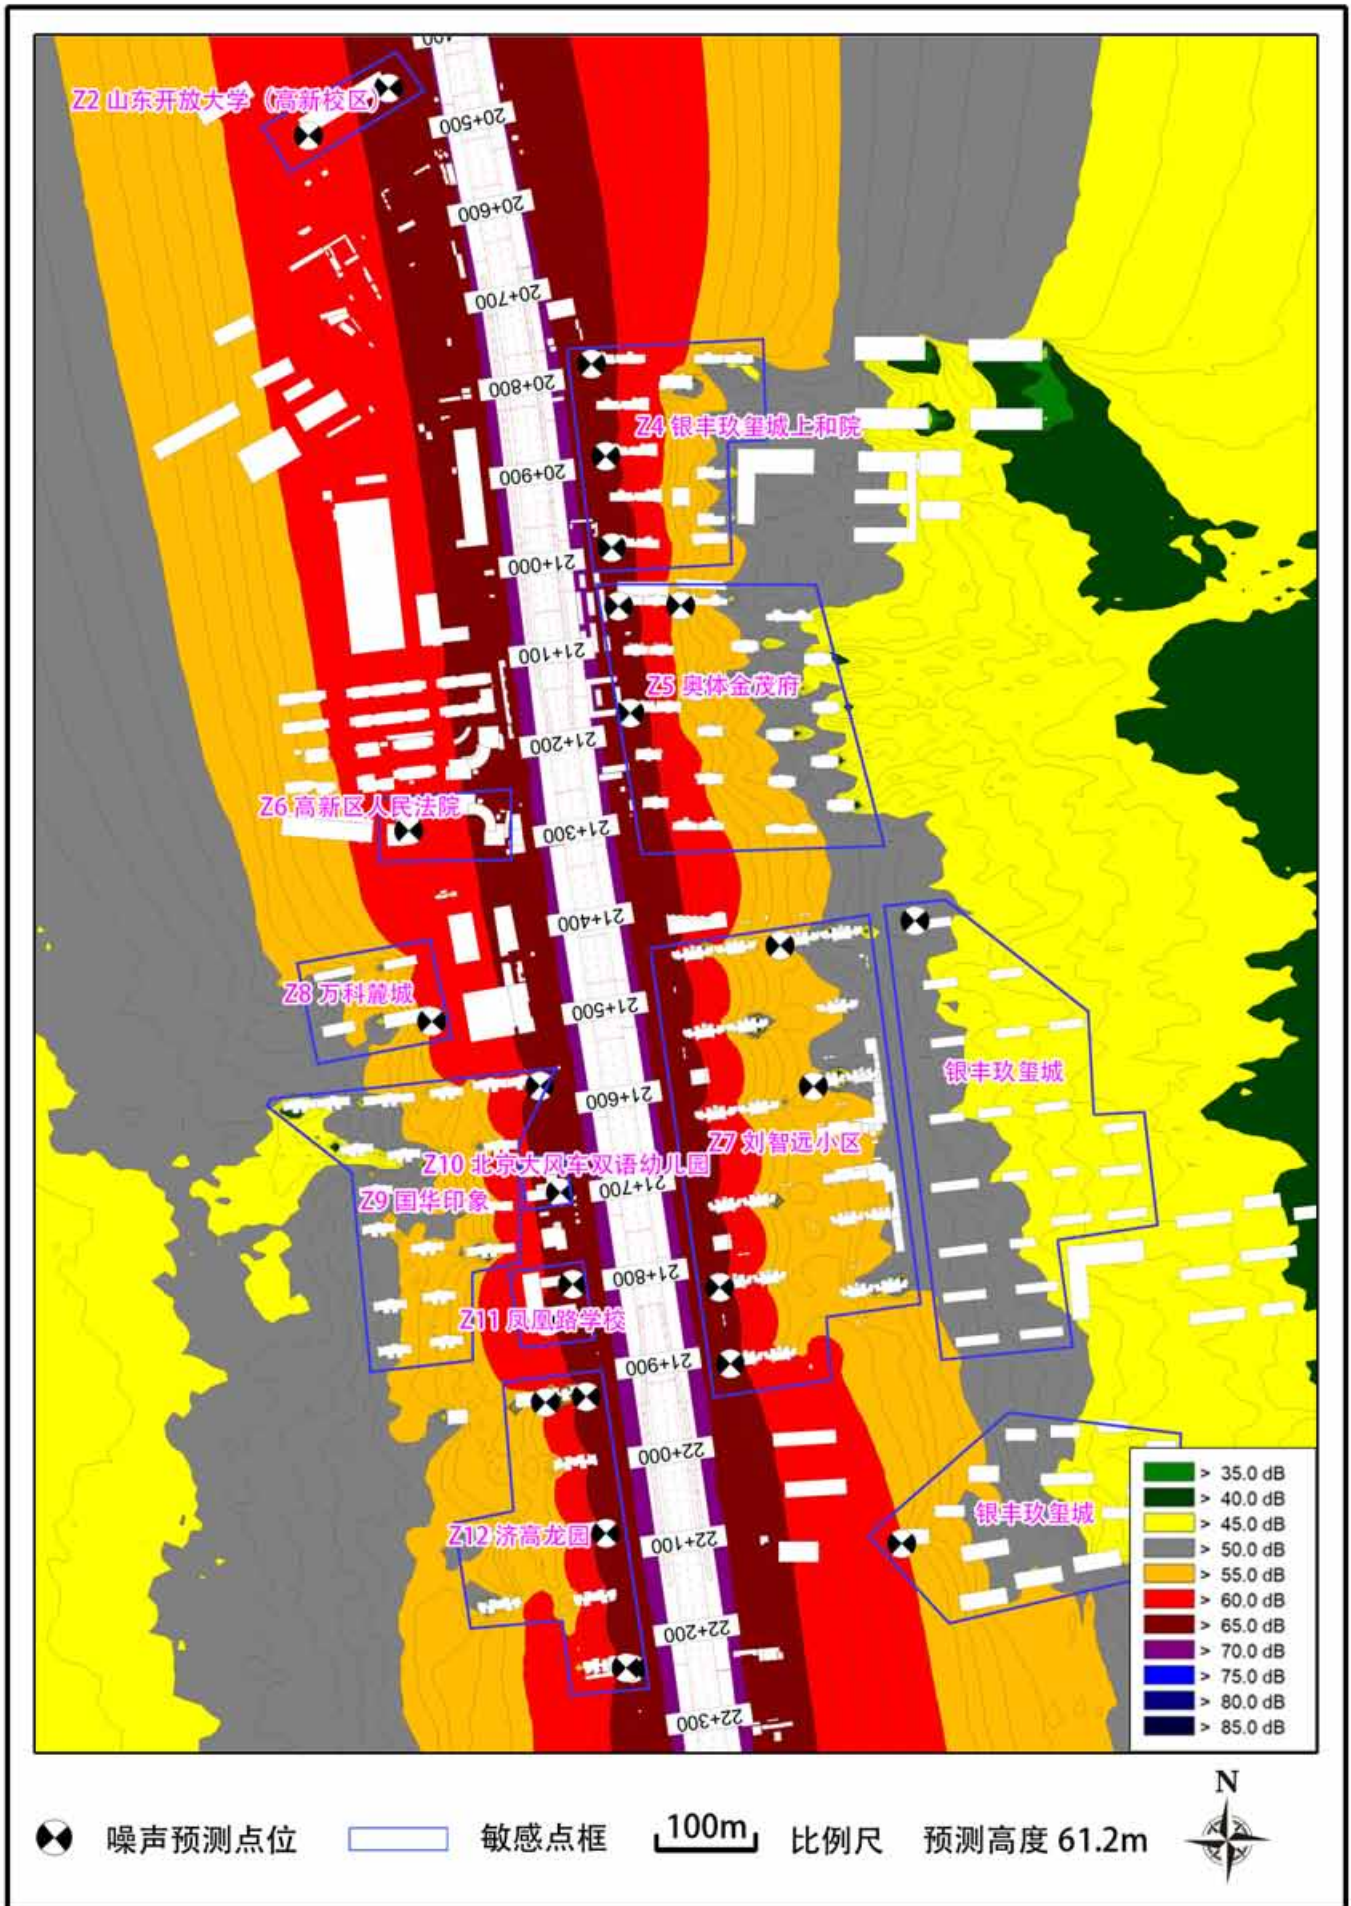 Z2 山东开放大学（高新校区）
20+500
20+600
20+700
20+800
Z4 银丰玖玺城上和院
20+900
21+000
21+100
Z5 奥体金茂府
21+200
Z6 高新区人民法院
21+300
21+400
Z8 万科麓城
21+500
银丰玖玺城
21+600
Z7 刘智远小区
Z10 北京大风车双语幼儿园
21+700
Z9 国华印象
21+800
Z11 凤凰路学校
21+900
22+000
银丰玖玺城
Z12 济高龙园
22+100
22+200
22+300
> 35.0 dB
> 40.0 dB
> 45.0 dB
> 50.0 dB
> 55.0 dB
> 60.0 dB
> 65.0 dB
> 70.0 dB
> 75.0 dB
> 80.0 dB
> 85.0 dB
N
噪声预测点位 敏感点框 100m 比例尺 预测高度 61.2m